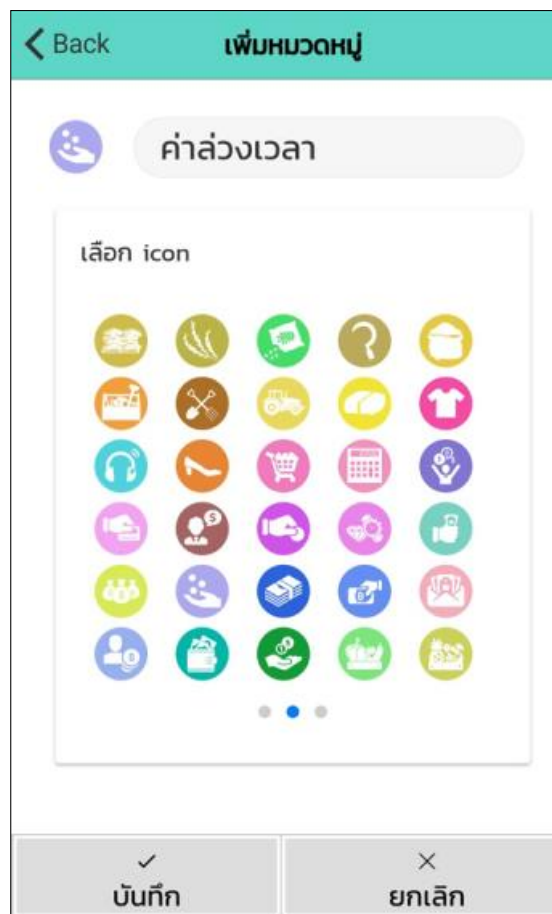 Back
เพิ่มหมวดหมู่
ค่าล่วงเวลา
เลือก icon
บันทึก
ยกเลิก